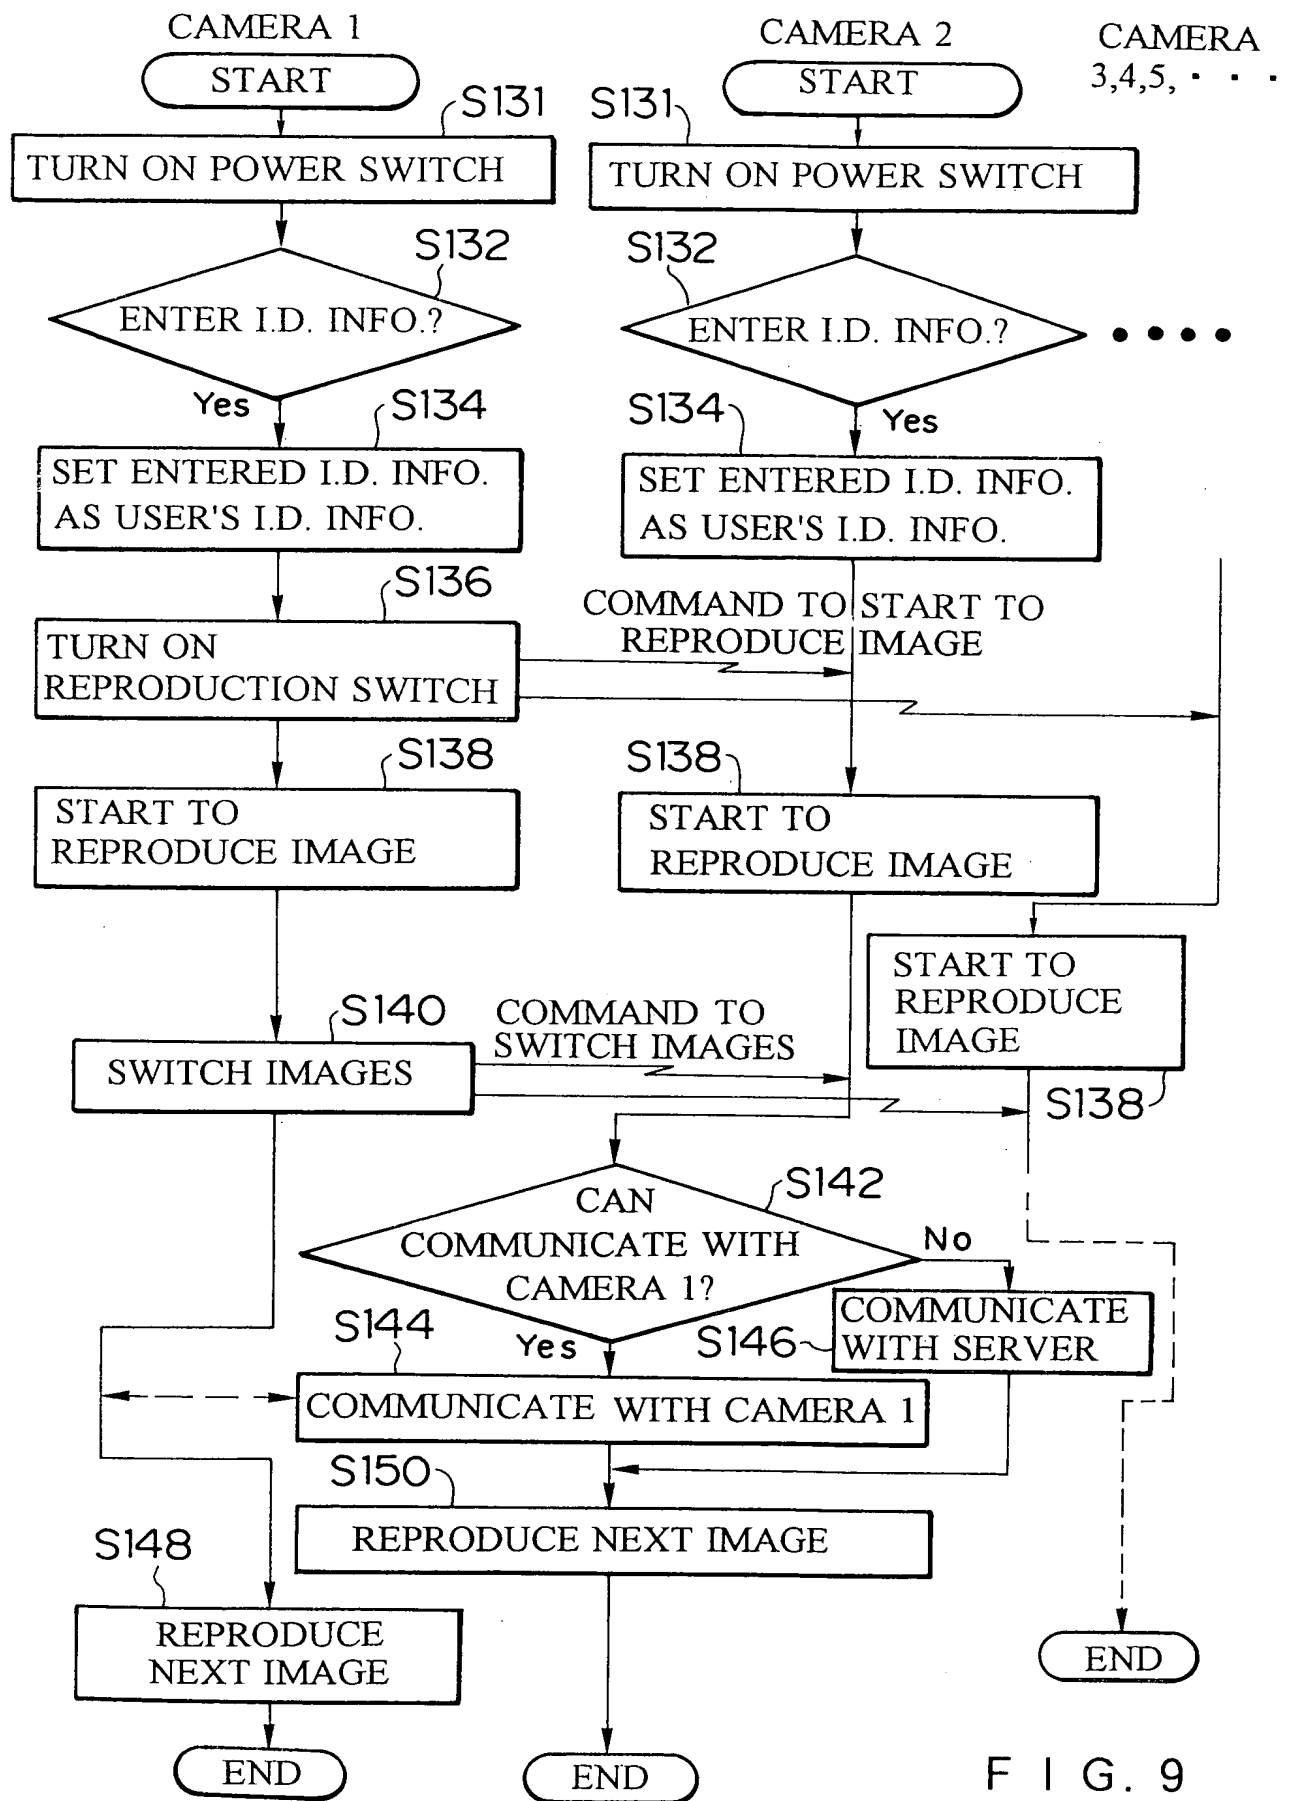 CAMERA 1
START
S131
TURN ON POWER SWITCH
S132
ENTER I.D. INFO.?
Yes
S134
SET ENTERED I.D. INFO.
AS USER'S I.D. INFO.
S136
TURN ON
REPRODUCTION SWITCH
S138
START TO
REPRODUCE IMAGE
S140
SWITCH IMAGES
S148
REPRODUCE
NEXT IMAGE
END
CAMERA 2
START
S131
TURN ON POWER SWITCH
S132
ENTER I.D. INFO.?
Yes
S134
SET ENTERED I.D. INFO.
AS USER'S I.D. INFO.
COMMAND TO START TO
REPRODUCE IMAGE
S138
START TO
REPRODUCE IMAGE
COMMAND TO
SWITCH IMAGES
S142
CAN
COMMUNICATE WITH
CAMERA 1?
No
Yes
S146
COMMUNICATE
WITH SERVER
S144
COMMUNICATE WITH CAMERA 1
S150
REPRODUCE NEXT IMAGE
END
CAMERA
3,4,5, · · ·
START TO
REPRODUCE
IMAGE
S138
END
FIG. 9